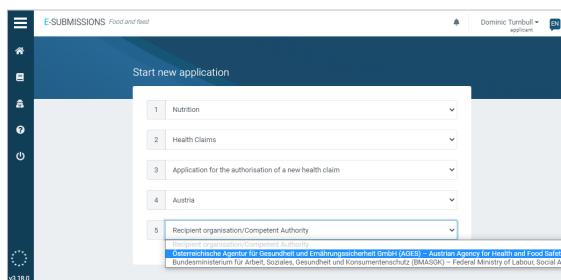 E-SUBMISSIONS Food and feed
Dominic Turnbull
EN
applicant
Start new application
1 Nutrition
2 Health Claims
3 Application for the authorisation of a new health claim
4 Austria
5 Recipient organisation/Competent Authority
Recipient organisation/Competent Authority
Österreichische Agentur für Gesundheit und Ernährungssicherheit GmbH (AGES) – Austrian Agency for Health and Food Safet
Bundesministerium für Arbeit, Soziales, Gesundheit und Konsumentenschutz (BMASGK) – Federal Ministry of Labour, Social A
v3.18.0